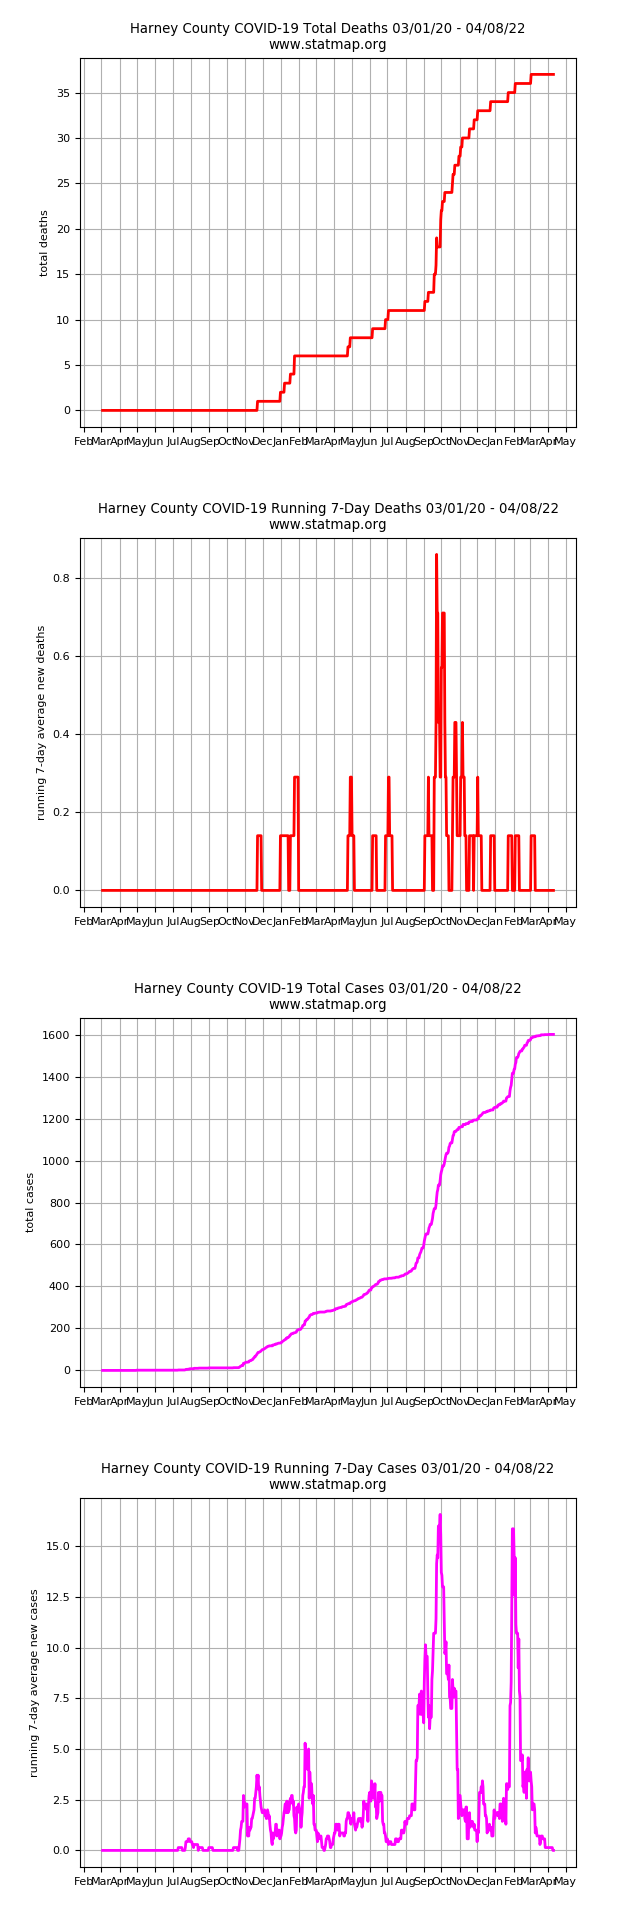 Harney County COVID-19 Total Deaths 03/01/20 - 04/08/22
www.statmap.org
35
30
25
20
15
10
5
0
total deaths
Feb Mar Apr May Jun Jul Aug Sep Oct Nov Dec Jan Feb Mar Apr May Jun Jul Aug Sep Oct Nov Dec Jan Feb Mar Apr May
Harney County COVID-19 Running 7-Day Deaths 03/01/20 - 04/08/22
www.statmap.org
0.8
0.6
0.4
0.2
0.0
running 7-day average new deaths
Feb Mar Apr May Jun Jul Aug Sep Oct Nov Dec Jan Feb Mar Apr May Jun Jul Aug Sep Oct Nov Dec Jan Feb Mar Apr May
Harney County COVID-19 Total Cases 03/01/20 - 04/08/22
www.statmap.org
1600
1400
1200
1000
800
600
400
200
0
total cases
Feb Mar Apr May Jun Jul Aug Sep Oct Nov Dec Jan Feb Mar Apr May Jun Jul Aug Sep Oct Nov Dec Jan Feb Mar Apr May
Harney County COVID-19 Running 7-Day Cases 03/01/20 - 04/08/22
www.statmap.org
15.0
12.5
10.0
7.5
5.0
2.5
0.0
running 7-day average new cases
Feb Mar Apr May Jun Jul Aug Sep Oct Nov Dec Jan Feb Mar Apr May Jun Jul Aug Sep Oct Nov Dec Jan Feb Mar Apr May